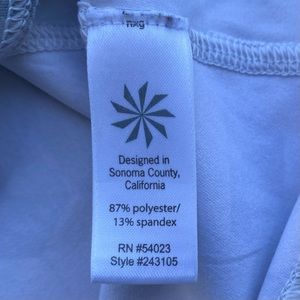 Designed in
Sonoma County,
California
87% polyester/
13% spandex
RN #54023
Style #243105